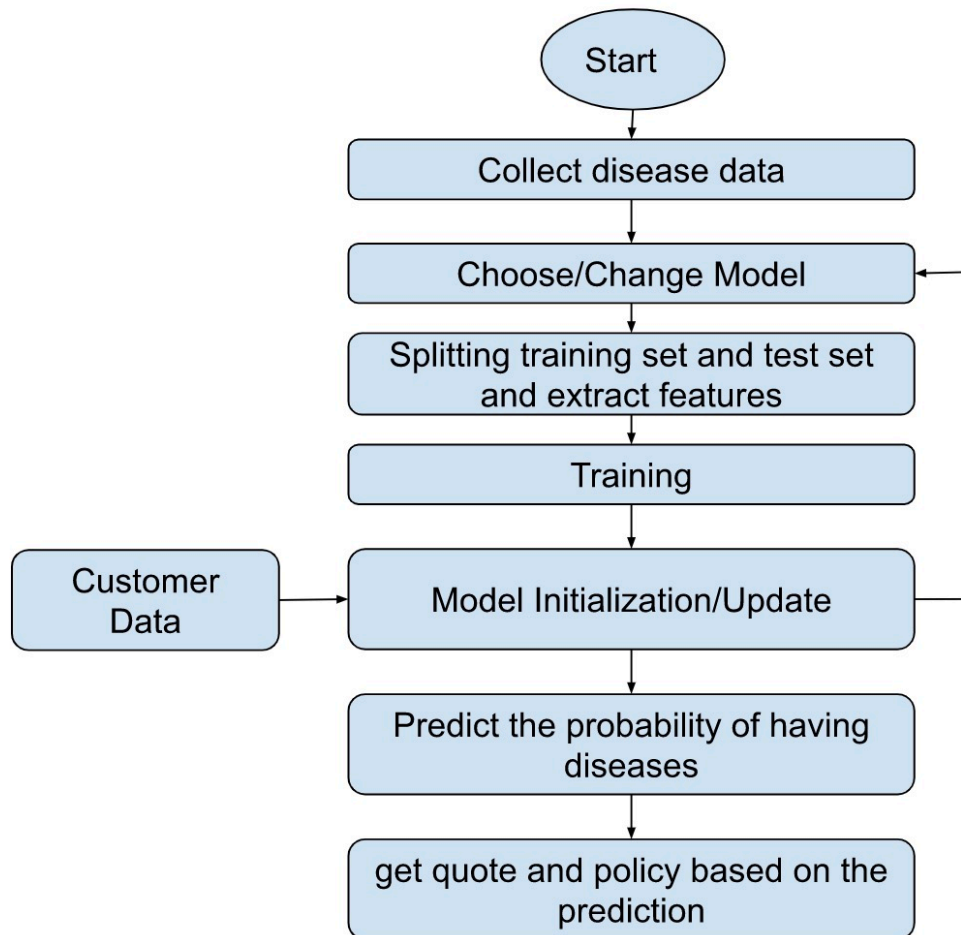 Start
Collect disease data
Choose/Change Model
Splitting training set and test set
and extract features
Training
Customer
Data
Model Initialization/Update
Predict the probability of having
diseases
get quote and policy based on the
prediction